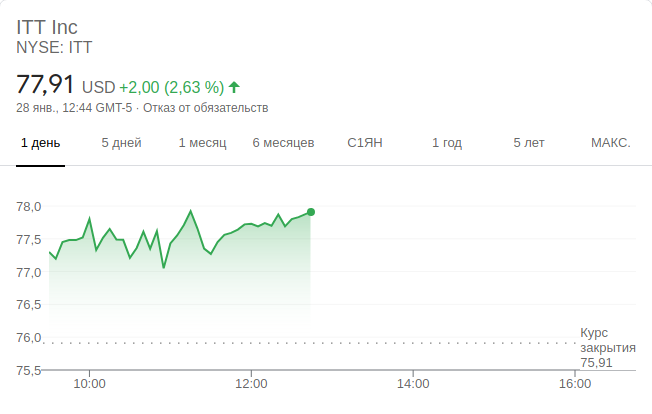 ITT Inc
NYSE: ITT
77,91 USD +2,00 (2,63 %)
28 янв., 12:44 GMT-5 · Отказ от обязательств
1 день 5 дней 1 месяц 6 месяцев С1ЯН 1 год 5 лет МАКС.
78,0
77,5
77,0
76,5
76,0
Курс
закрытия
75,91
75,5
10:00 12:00 14:00 16:00